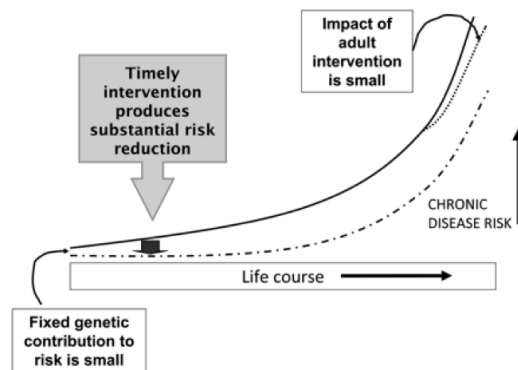 Impact of
adult
intervention
is small
Timely
intervention
produces
substantial risk
reduction
CHRONIC
DISEASE RISK
Life course
Fixed genetic
contribution to
risk is small